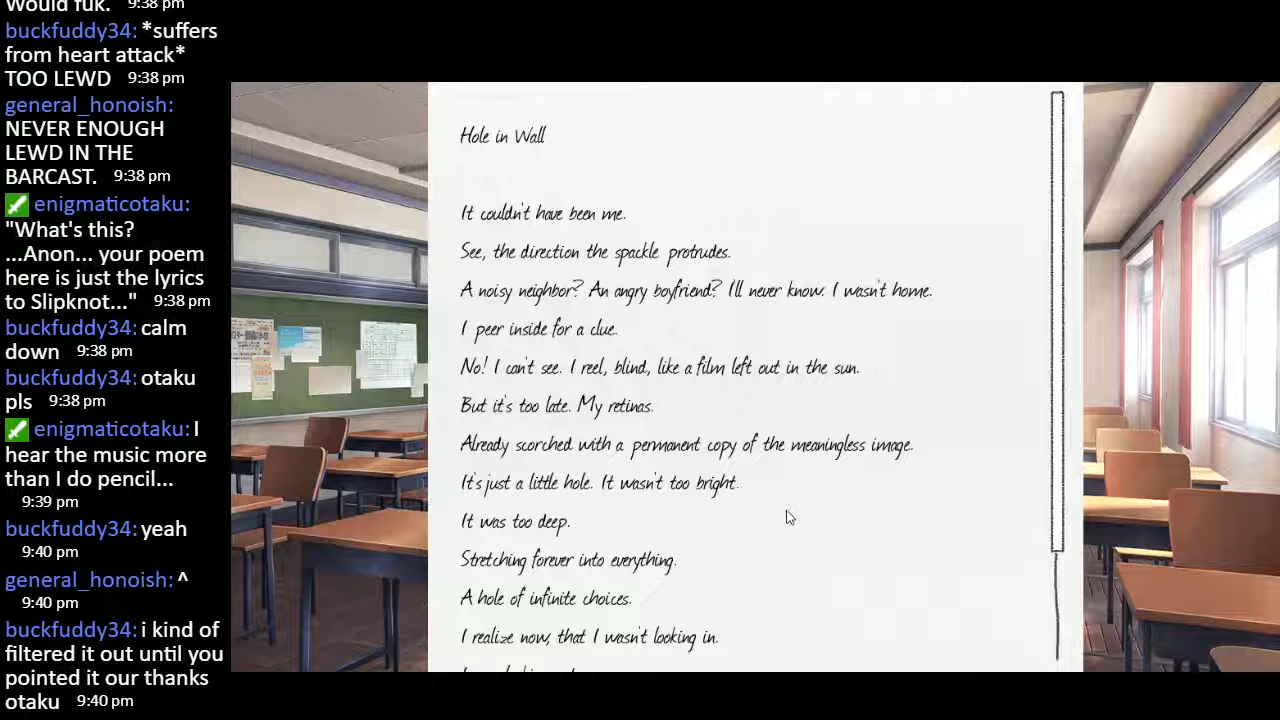 Would fuk. 9:38 pm
buckfuddy34: *suffers
from heart attack*
TOO LEWD 9:38 pm
general_honoish:
NEVER ENOUGH
LEWD IN THE
BARCAST. 9:38 pm
enigmaticotaku:
"What's this?
...Anon... your poem
here is just the lyrics
to Slipknot..." 9:38 pm
buckfuddy34: calm
down 9:38 pm
buckfuddy34: otaku
pls 9:38 pm
enigmaticotaku: I
hear the music more
than I do pencil...
9:39 pm
buckfuddy34: yeah
9:40 pm
general_honoish: ^
9:40 pm
buckfuddy34: i kind of
filtered it out until you
pointed it our thanks
otaku 9:40 pm
Hole in Wall
It couldn't have been me.
See, the direction the spackle protrudes.
A noisy neighbor? An angry boyfriend? I'll never know. I wasn't home.
I peer inside for a clue.
No! I can't see. I reel, blind, like a film left out in the sun.
But it's too late. My retinas.
Already scorched with a permanent copy of the meaningless image.
It's just a little hole. It wasn't too bright.
It was too deep.
Stretching forever into everything.
A hole of infinite choices.
I realize now, that I wasn't looking in.